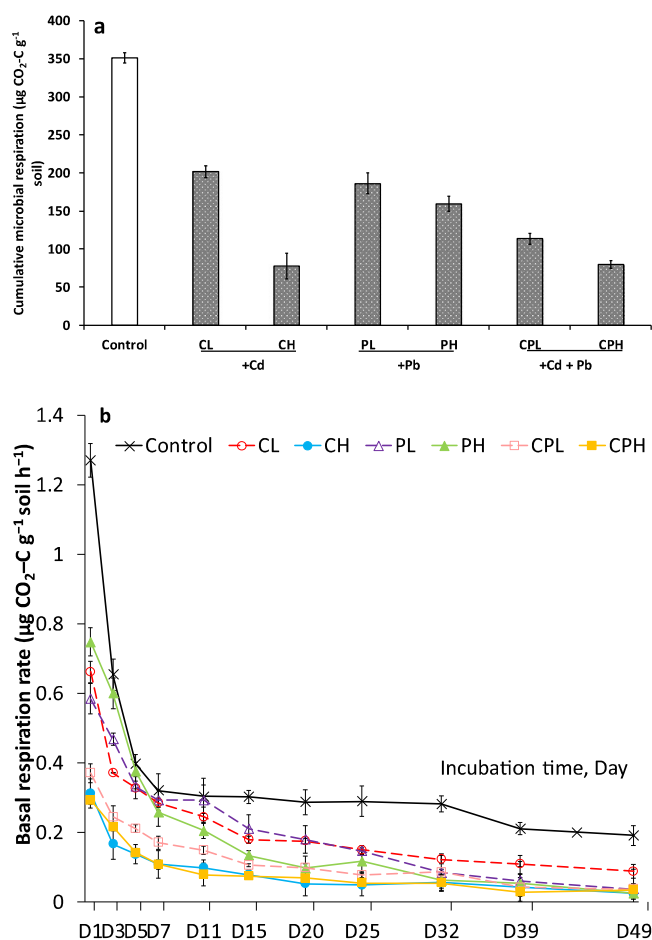 a
Cumulative microbial respiration (µg CO₂-C g⁻¹
soil)
400
350
300
250
200
150
100
50
0
Control CL CH PL PH CPL CPH
+Cd +Pb +Cd + Pb
b
Basal respiration rate (µg CO₂–C g⁻¹ soil h⁻¹)
1.4
Control CL CH PL PH CPL CPH
1.2
1
0.8
0.6
0.4
Incubation time, Day
0.2
0
D1 D3 D5 D7 D11 D15 D20 D25 D32 D39 D49